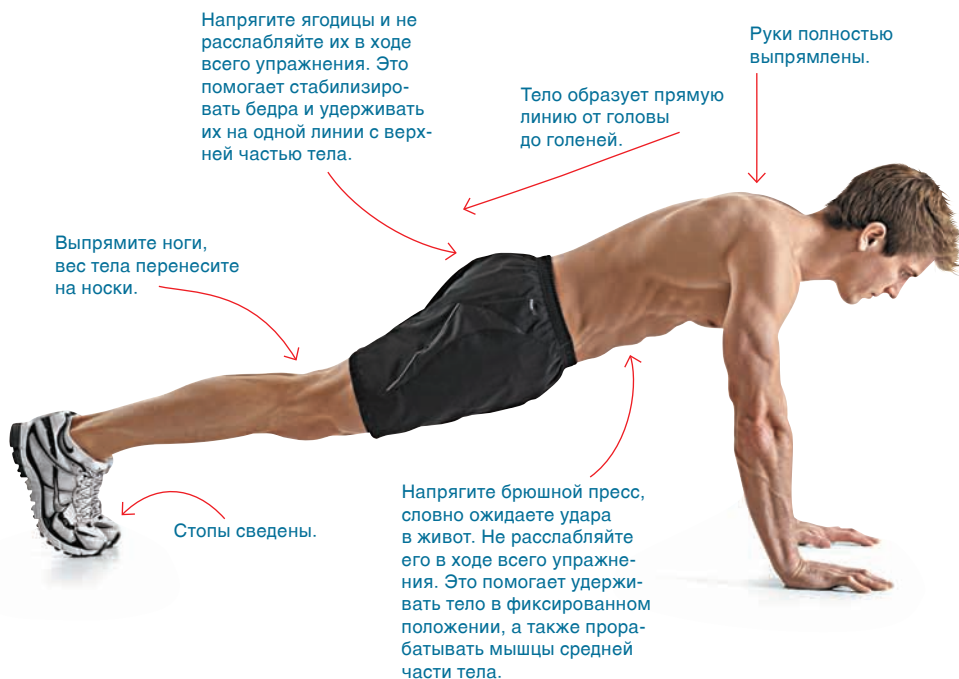 Напрягите ягодицы и не
расслабляйте их в ходе
всего упражнения. Это
помогает стабилизиро-
вать бедра и удерживать
их на одной линии с верх-
ней частью тела.
Тело образует прямую
линию от головы
до голеней.
Руки полностью
выпрямлены.
Выпрямите ноги,
вес тела перенесите
на носки.
Стопы сведены.
Напрягите брюшной пресс,
словно ожидаете удара
в живот. Не расслабляйте
его в ходе всего упражне-
ния. Это помогает удержи-
вать тело в фиксированном
положении, а также прора-
батывать мышцы средней
части тела.